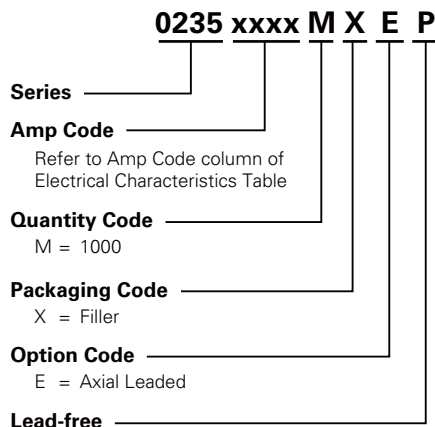 0235 xxxx M X E P
Series
Amp Code
Refer to Amp Code column of
Electrical Characteristics Table
Quantity Code
M = 1000
Packaging Code
X = Filler
Option Code
E = Axial Leaded
Lead-free